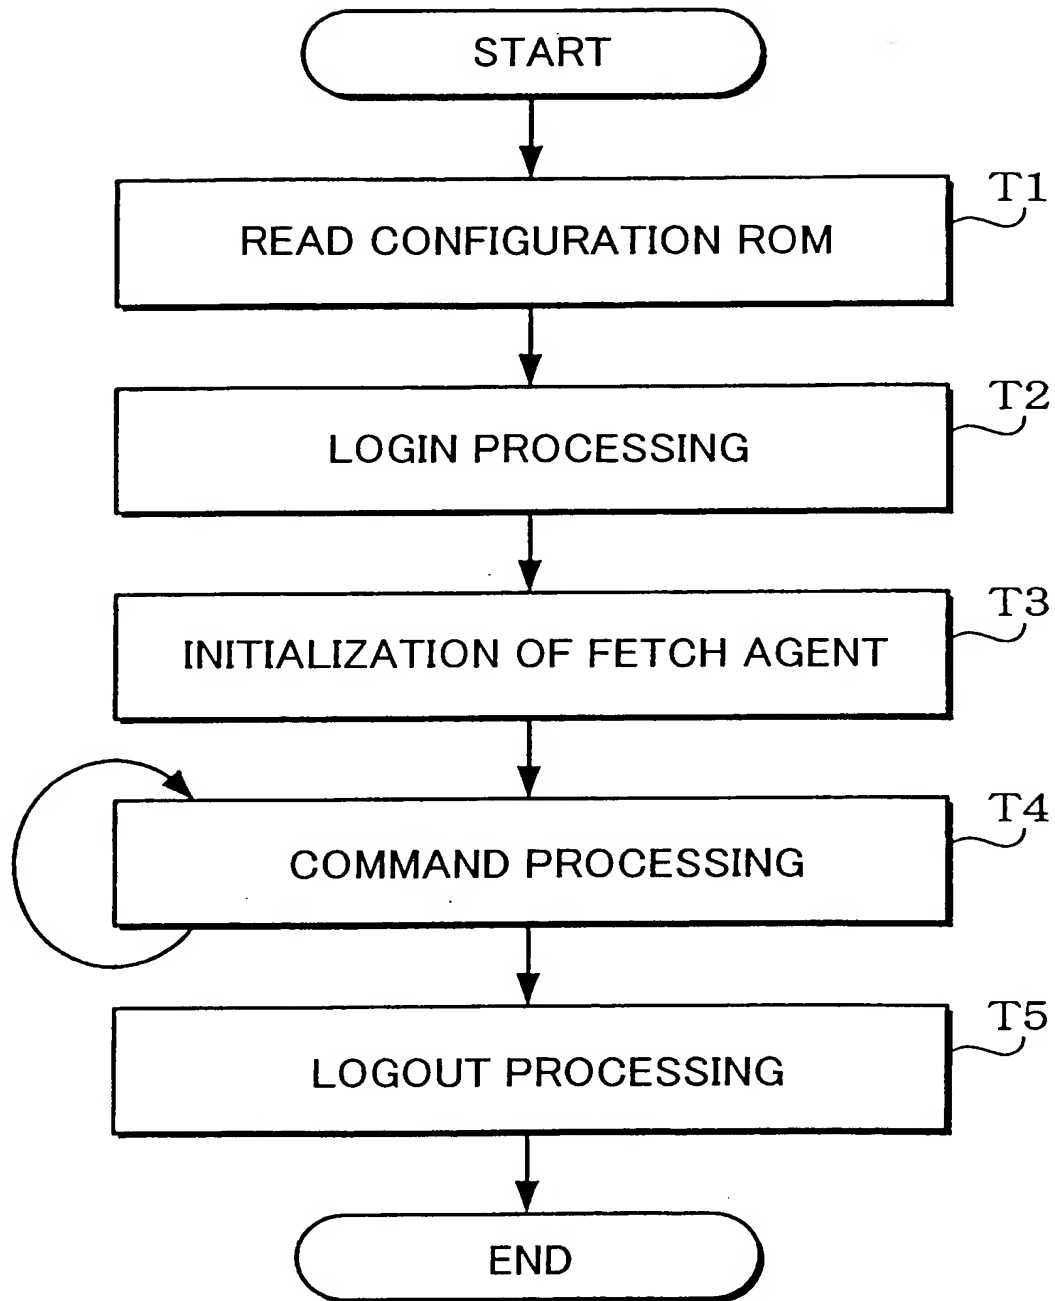 START
READ CONFIGURATION ROM
T1
LOGIN PROCESSING
T2
INITIALIZATION OF FETCH AGENT
T3
COMMAND PROCESSING
T4
LOGOUT PROCESSING
T5
END